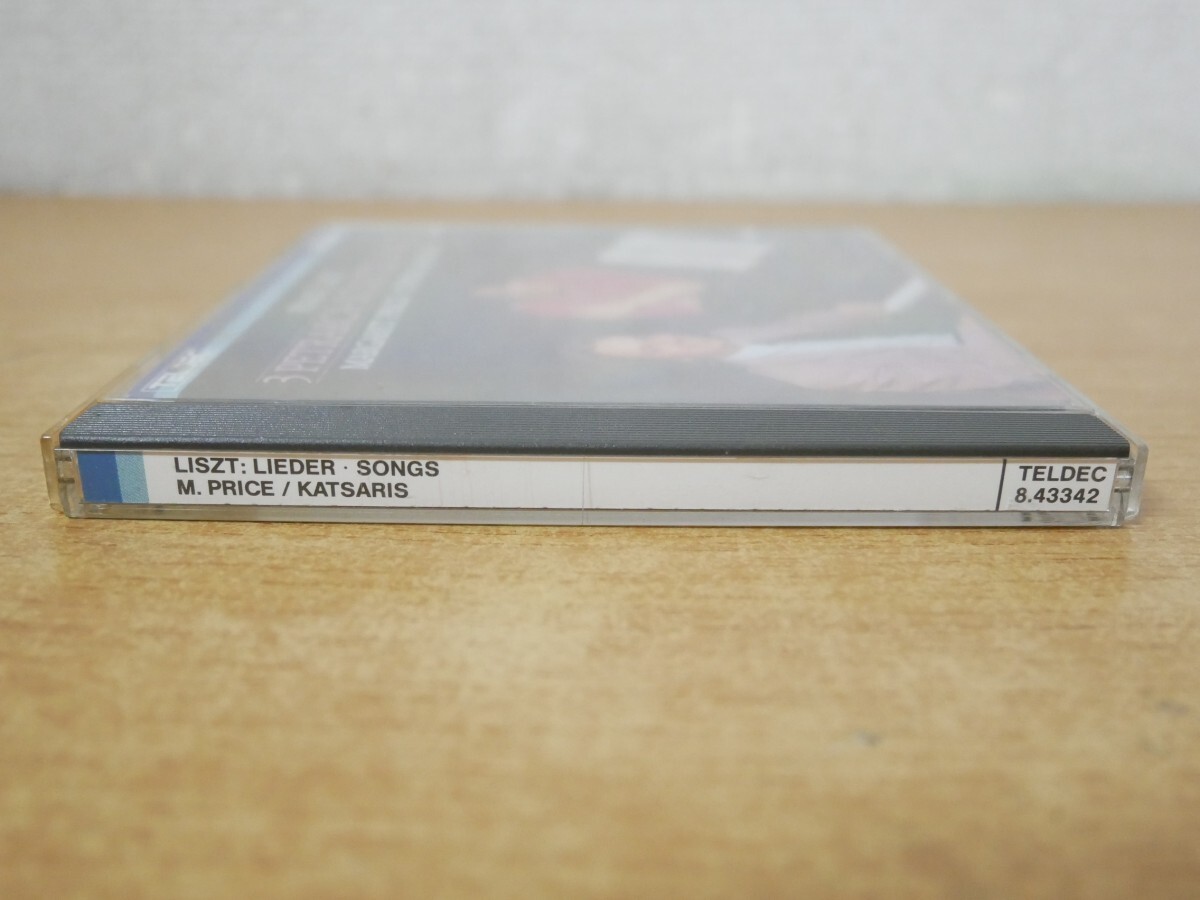 LISZT: LIEDER · SONGS
M. PRICE / KATSARIS
TELDEC
8.43342